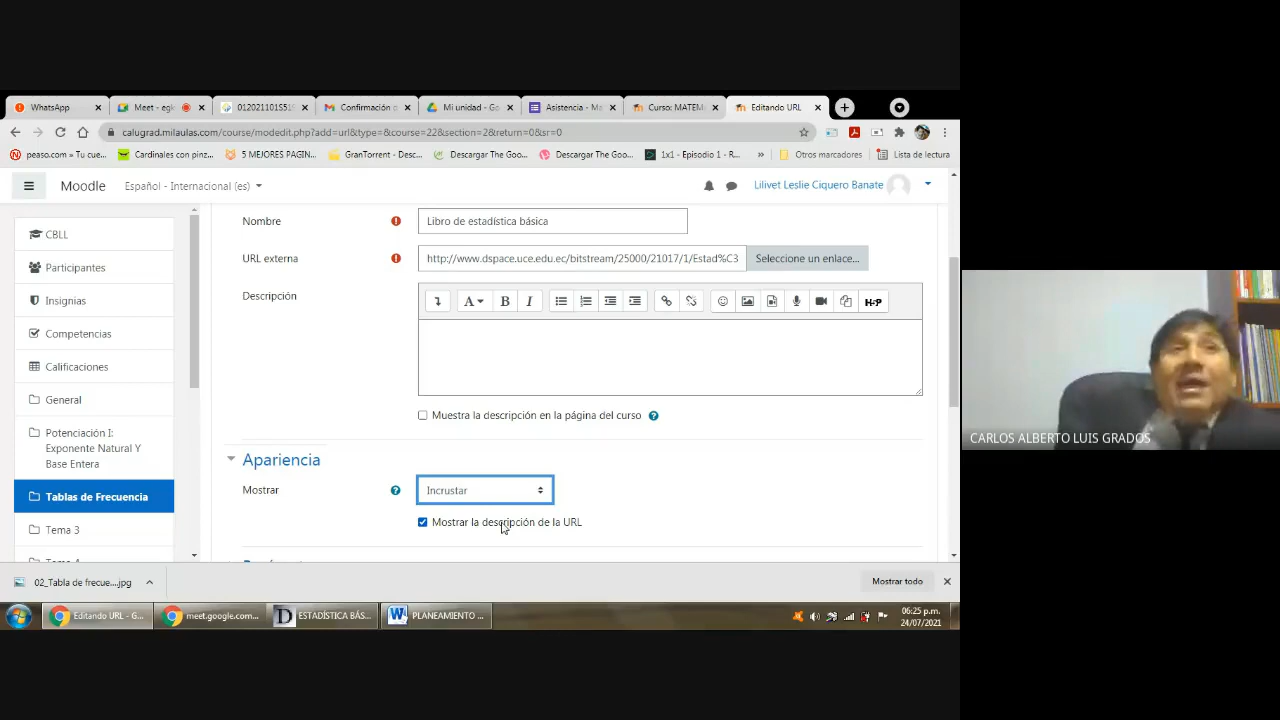 WhatsApp
Meet - egk
012021101S51S
Confirmación p
Mi unidad - Go
Asistencia - Ma
Curso: MATEM
Editando URL
calugrad.milaulas.com/course/modedit.php?add=url&type=&course=22&section=2&return=0&sr=0
peaso.com » Tu cue...
Cardinales con pinz...
5 MEJORES PAGIN...
GranTorrent - Desc...
Descargar The Goo...
Descargar The Goo...
1x1 - Episodio 1 - R...
»
Otros marcadores
Lista de lectura
Moodle
Español - Internacional (es)
Lilivet Leslie Ciquero Banate
CBLL
Participantes
Insignias
Competencias
Calificaciones
General
Potenciación I:
Exponente Natural Y
Base Entera
Tablas de Frecuencia
Tema 3
Nombre
Libro de estadística básica
URL externa
http://www.dspace.uce.edu.ec/bitstream/25000/21017/1/Estad%C3
Seleccione un enlace...
Descripción
A B I
H-P
Muestra la descripción en la página del curso
Apariencia
Mostrar
Incrustar
Mostrar la descripción de la URL
CARLOS ALBERTO LUIS GRADOS
02_Tabla de frecue....jpg
Mostrar todo
Editando URL - G...
meet.google.com...
D
ESTADÍSTICA BÁS...
W
PLANEAMIENTO ...
06:25 p.m.
24/07/2021